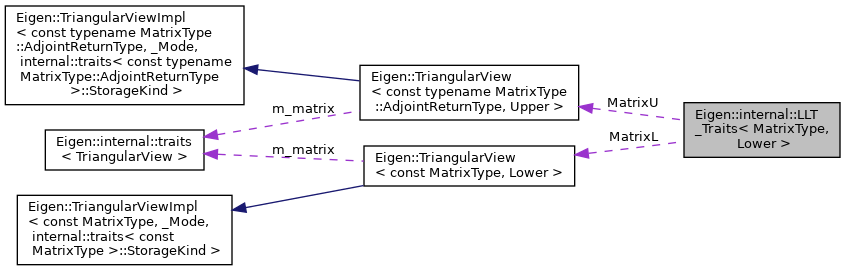 Eigen::TriangularViewImpl
< const typename MatrixType
::AdjointReturnType, _Mode,
internal::traits< const typename
MatrixType::AdjointReturnType
>::StorageKind >
Eigen::TriangularView
< const typename MatrixType
::AdjointReturnType, Upper >
m_matrix
MatrixU
Eigen::internal::LLT
_Traits< MatrixType,
Lower >
Eigen::internal::traits
< TriangularView >
m_matrix
MatrixL
Eigen::TriangularView
< const MatrixType, Lower >
Eigen::TriangularViewImpl
< const MatrixType, _Mode,
internal::traits< const
MatrixType >::StorageKind >